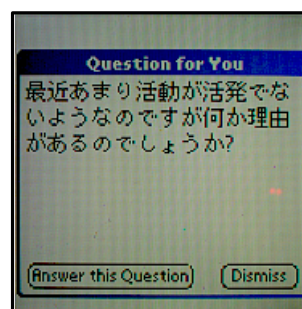 Question for You
最近あまり活動が活発でな
いようなのですが何か理由
があるのでしょうか?
Answer this Question
Dismiss